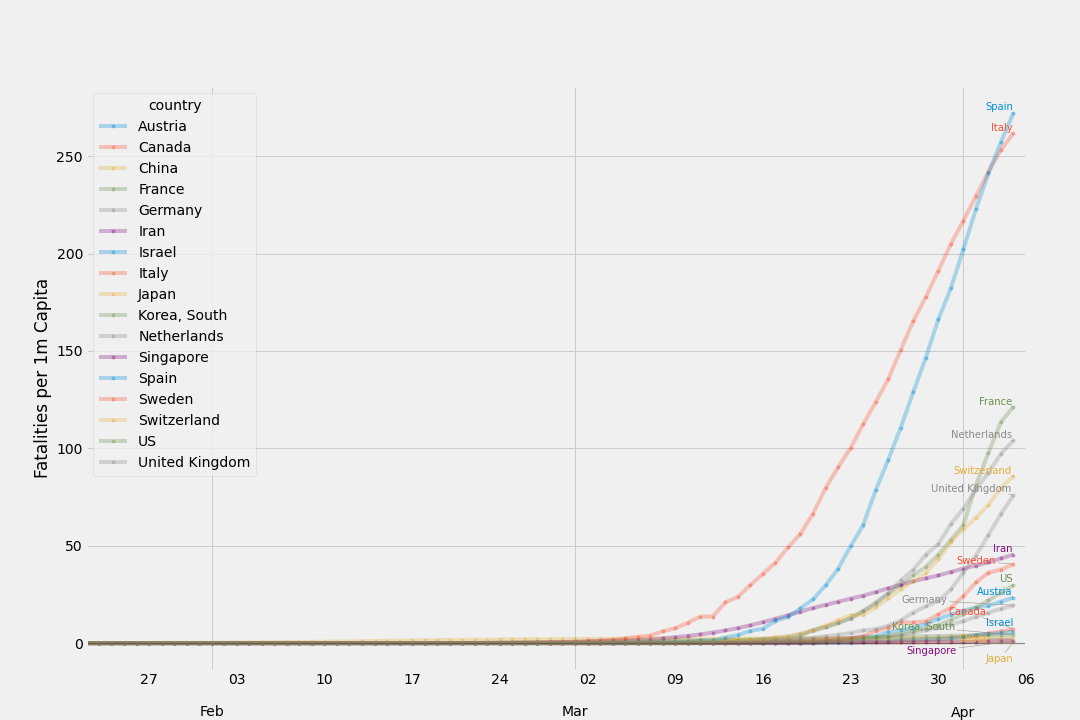 country
Austria
Canada
China
France
Germany
Iran
Israel
Italy
Japan
Korea, South
Netherlands
Singapore
Spain
Sweden
Switzerland
US
United Kingdom
Fatalities per 1m Capita
250
200
150
100
50
0
Spain
Italy
France
Netherlands
Switzerland
United Kingdom
Iran
Sweden
US
Austria
Germany
Canada
Israel
Korea, South
Singapore
Japan
27 03 10 17 24 02 09 16 23 30 06
Feb Mar Apr